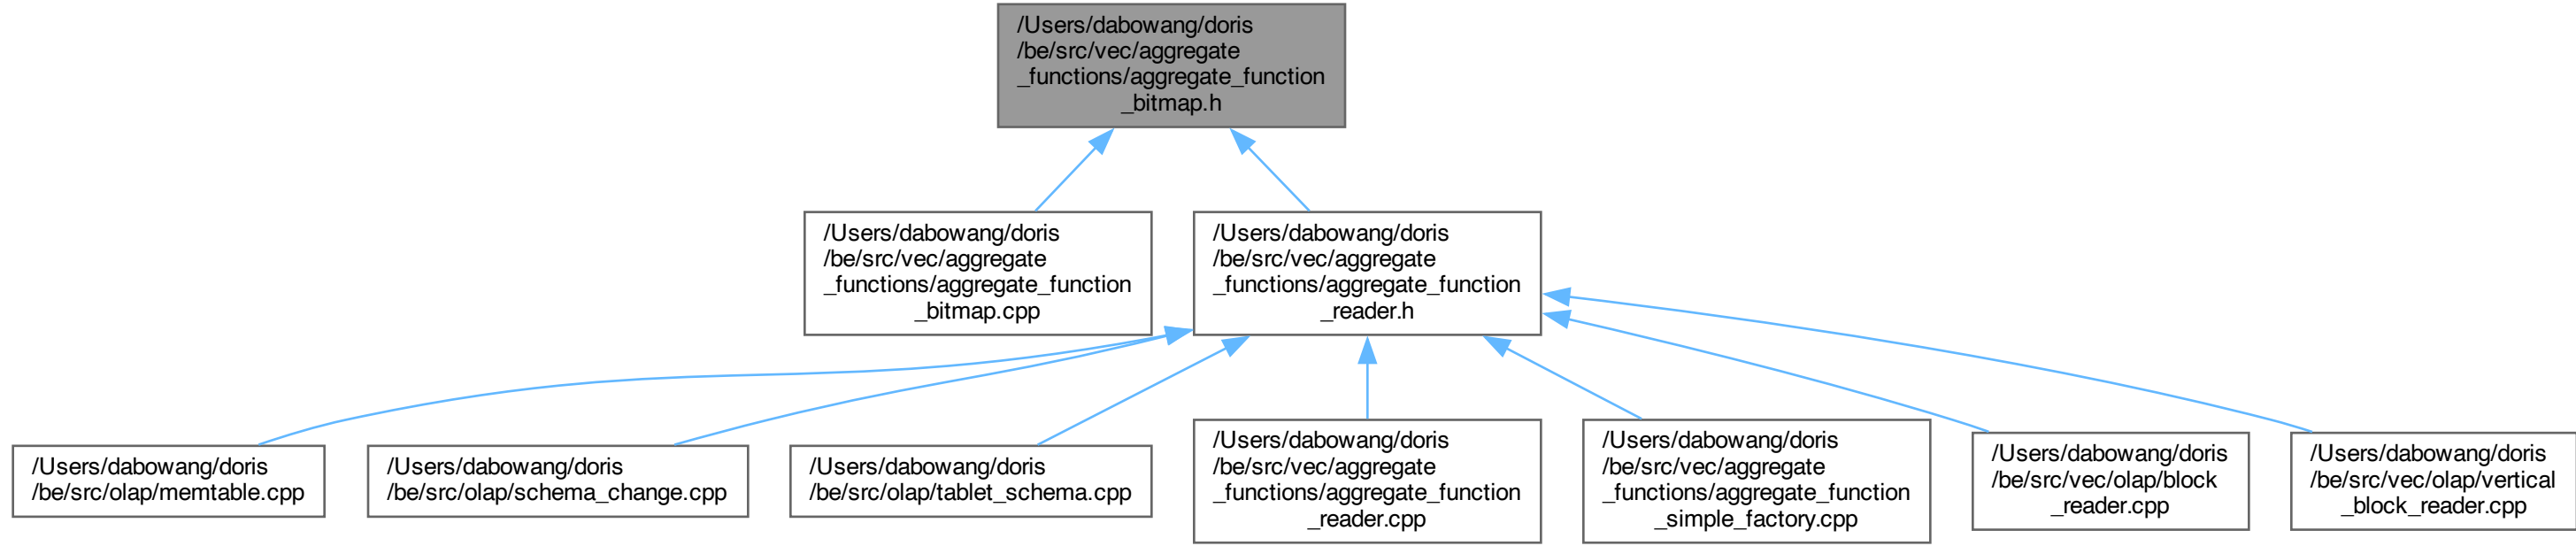 /Users/dabowang/doris
/be/src/vec/aggregate
_functions/aggregate_function
_bitmap.h
/Users/dabowang/doris
/be/src/vec/aggregate
_functions/aggregate_function
_bitmap.cpp
/Users/dabowang/doris
/be/src/vec/aggregate
_functions/aggregate_function
_reader.h
/Users/dabowang/doris
/be/src/olap/memtable.cpp
/Users/dabowang/doris
/be/src/olap/schema_change.cpp
/Users/dabowang/doris
/be/src/olap/tablet_schema.cpp
/Users/dabowang/doris
/be/src/vec/aggregate
_functions/aggregate_function
_reader.cpp
/Users/dabowang/doris
/be/src/vec/aggregate
_functions/aggregate_function
_simple_factory.cpp
/Users/dabowang/doris
/be/src/vec/olap/block
_reader.cpp
/Users/dabowang/doris
/be/src/vec/olap/vertical
_block_reader.cpp